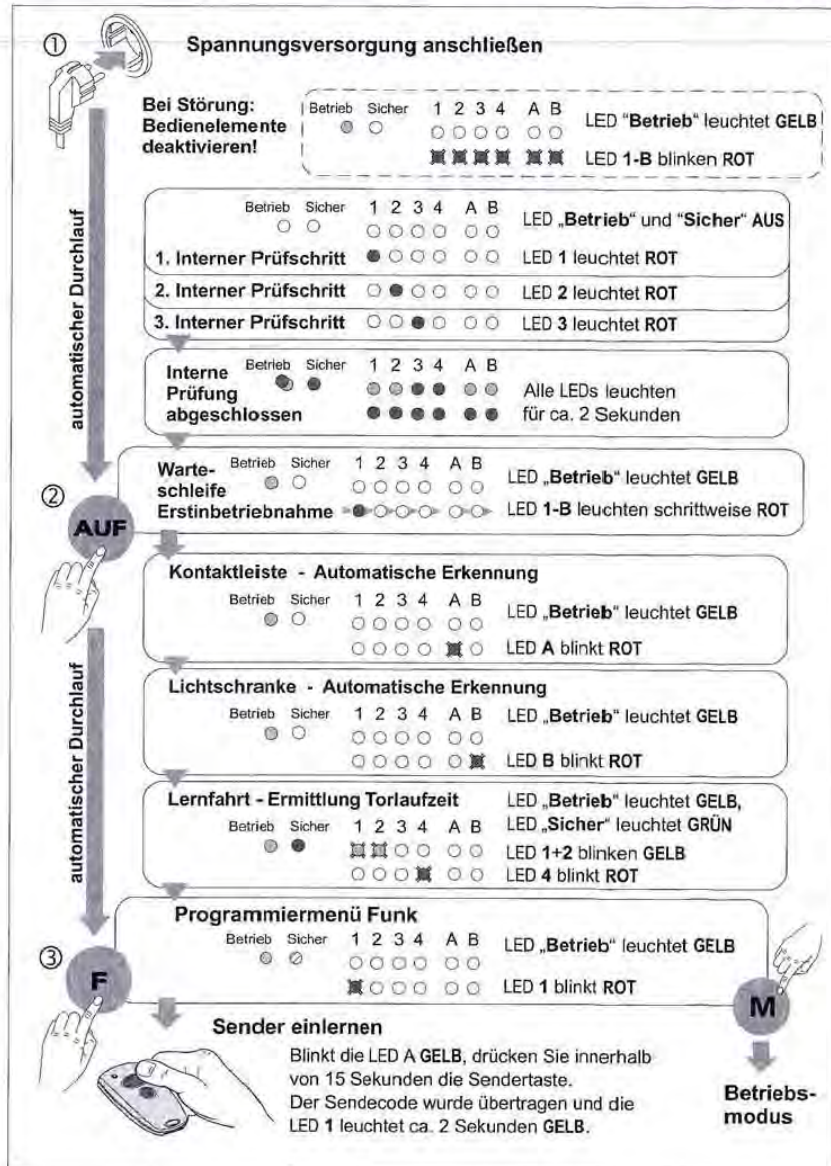 ① Spannungsversorgung anschließen
Bei Störung:
Bedienelemente
deaktivieren!
Betrieb Sicher 1 2 3 4 A B
LED "Betrieb" leuchtet GELB
LED 1-B blinken ROT
automatischer Durchlauf
Betrieb Sicher 1 2 3 4 A B
LED „Betrieb" und "Sicher" AUS
1. Interner Prüfschritt LED 1 leuchtet ROT
2. Interner Prüfschritt LED 2 leuchtet ROT
3. Interner Prüfschritt LED 3 leuchtet ROT
Interne
Prüfung
abgeschlossen
Betrieb Sicher 1 2 3 4 A B
Alle LEDs leuchten
für ca. 2 Sekunden
②
AUF
Warte-
schleife
Erstinbetriebnahme
Betrieb Sicher 1 2 3 4 A B
LED „Betrieb" leuchtet GELB
LED 1-B leuchten schrittweise ROT
automatischer Durchlauf
Kontaktleiste - Automatische Erkennung
Betrieb Sicher 1 2 3 4 A B
LED „Betrieb" leuchtet GELB
LED A blinkt ROT
Lichtschranke - Automatische Erkennung
Betrieb Sicher 1 2 3 4 A B
LED „Betrieb" leuchtet GELB
LED B blinkt ROT
Lernfahrt - Ermittlung Torlaufzeit
Betrieb Sicher 1 2 3 4 A B
LED „Betrieb" leuchtet GELB,
LED „Sicher" leuchtet GRÜN
LED 1+2 blinken GELB
LED 4 blinkt ROT
③
F
Programmiermenü Funk
Betrieb Sicher 1 2 3 4 A B
LED „Betrieb" leuchtet GELB
LED 1 blinkt ROT
M
Sender einlernen
Blinkt die LED A GELB, drücken Sie innerhalb
von 15 Sekunden die Sendertaste.
Der Sendecode wurde übertragen und die
LED 1 leuchtet ca. 2 Sekunden GELB.
Betriebs-
modus